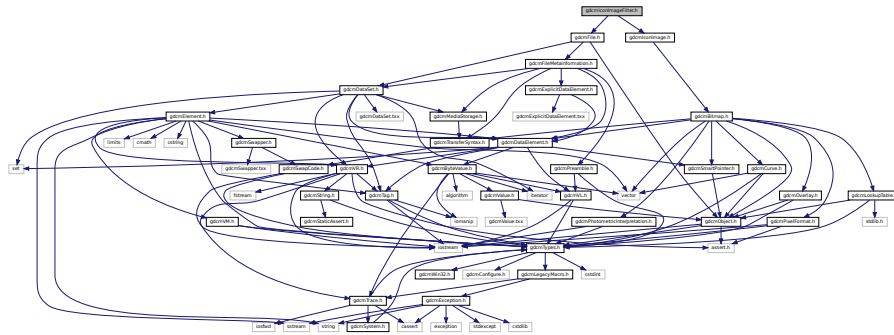 gdcmIconImageFilter.h
gdcmFile.h
gdcmIconImage.h
gdcmFileMetaInformation.h
gdcmDataSet.h
gdcmExplicitDataElement.h
gdcmElement.h
gdcmDataSet.txx
gdcmMediaStorage.h
gdcmExplicitDataElement.txx
gdcmBitmap.h
limits
cmath
cstring
gdcmSwapper.h
gdcmTransferSyntax.h
gdcmDataElement.h
set
gdcmSwapper.txx
gdcmSwapCode.h
gdcmVR.h
gdcmByteValue.h
gdcmPreamble.h
gdcmSmartPointer.h
gdcmCurve.h
fstream
gdcmString.h
gdcmTag.h
algorithm
gdcmValue.h
iterator
gdcmVL.h
vector
gdcmOverlay.h
gdcmLookupTable.h
gdcmVM.h
gdcmStaticAssert.h
iomanip
gdcmValue.txx
gdcmPhotometricInterpretation.h
gdcmObject.h
gdcmPixelFormat.h
stdlib.h
iostream
gdcmTypes.h
assert.h
gdcmWin32.h
gdcmConfigure.h
gdcmLegacyMacro.h
cstdint
gdcmTrace.h
gdcmException.h
iosfwd
sstream
string
gdcmSystem.h
cassert
exception
stdexcept
cstdlib